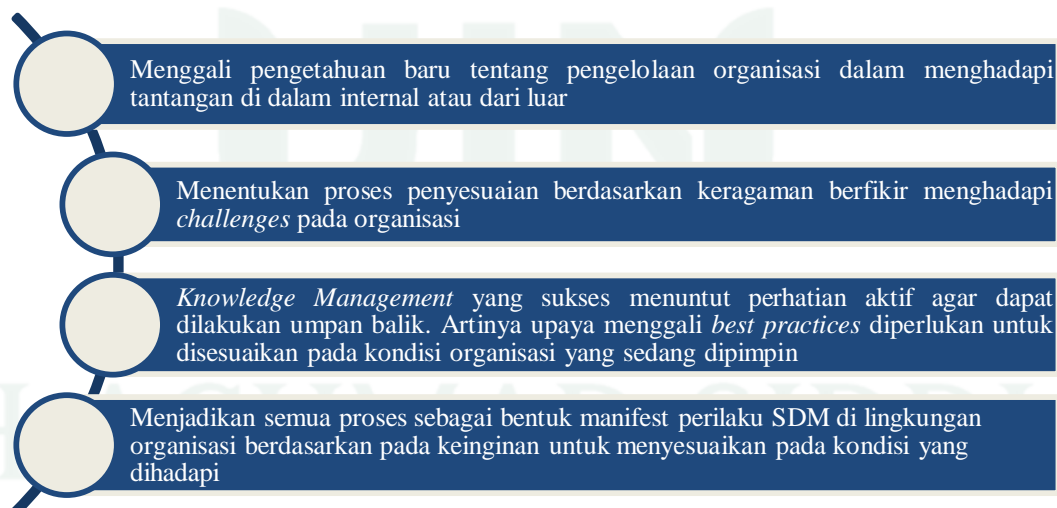 Menggali pengetahuan baru tentang pengelolaan organisasi dalam menghadapi
tantangan di dalam internal atau dari luar
Menentukan proses penyesuaian berdasarkan keragaman berfikir menghadapi
challenges pada organisasi
Knowledge Management yang sukses menuntut perhatian aktif agar dapat
dilakukan umpan balik. Artinya upaya menggali best practices diperlukan untuk
disesuaikan pada kondisi organisasi yang sedang dipimpin
Menjadikan semua proses sebagai bentuk manifest perilaku SDM di lingkungan
organisasi berdasarkan pada keinginan untuk menyesuaikan pada kondisi yang
dihadapi